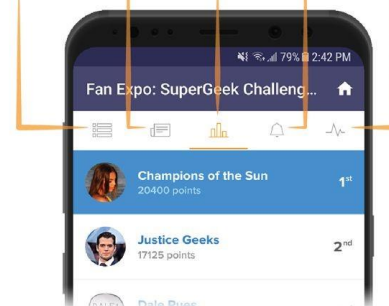 79% 2:42 PM
Fan Expo: SuperGeek Challeng...
Champions of the Sun
20400 points
1st
Justice Geeks
17125 points
2nd